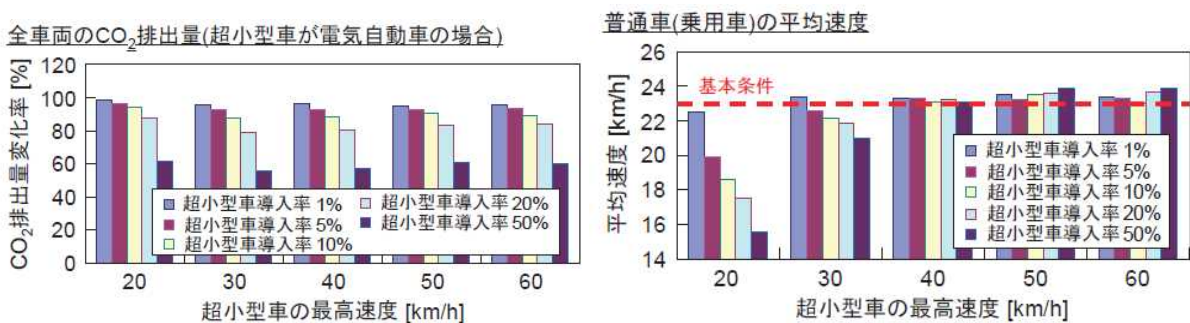 全車両のCO2排出量(超小型車が電気自動車の場合)
CO2排出量変化率 [%]
120
100
80
60
40
20
0
超小型車導入率 1%
超小型車導入率 5%
超小型車導入率 10%
超小型車導入率 20%
超小型車導入率 50%
20 30 40 50 60
超小型車の最高速度 [km/h]
普通車(乗用車)の平均速度
平均速度 [km/h]
26
24
22
20
18
16
14
基本条件
超小型車導入率 1%
超小型車導入率 5%
超小型車導入率 10%
超小型車導入率 20%
超小型車導入率 50%
20 30 40 50 60
超小型車の最高速度 [km/h]